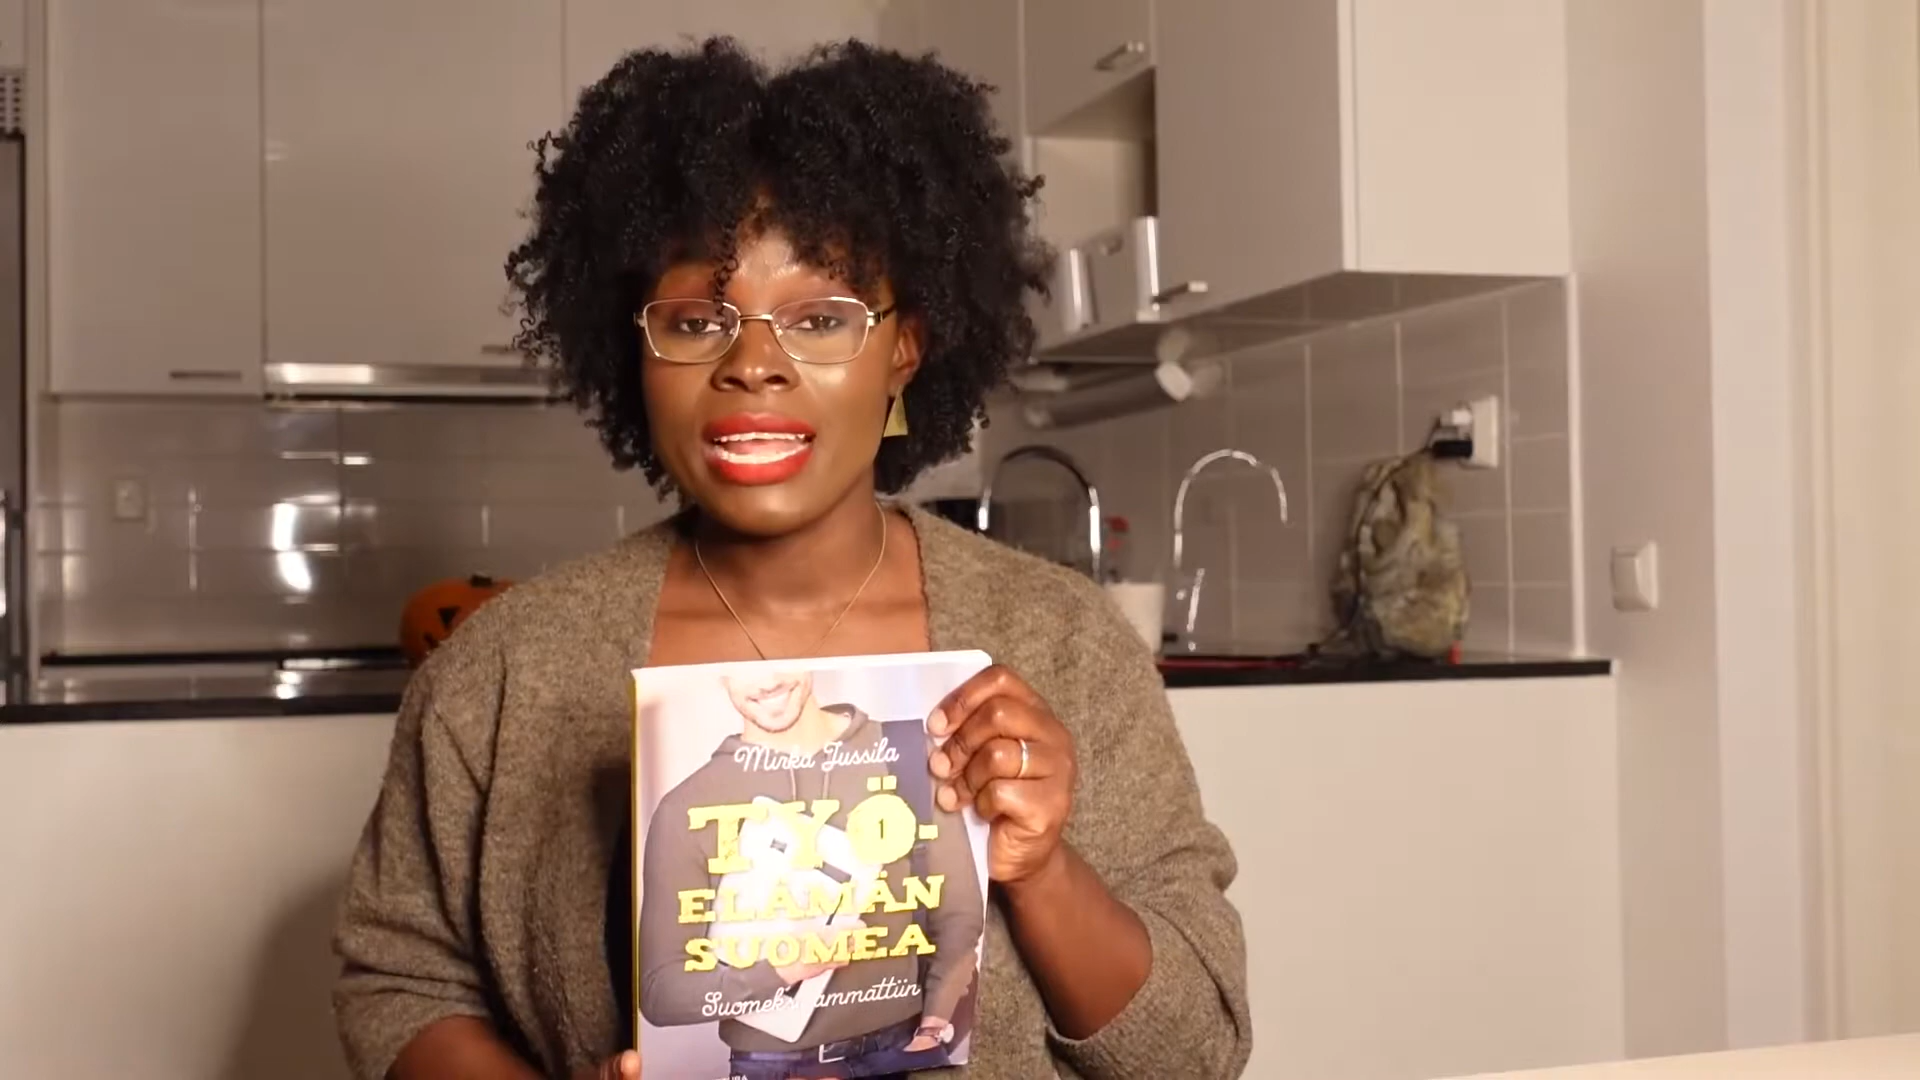 Mirka Jussila
TYÖ-
1
ELÄMÄN
SUOMEA
Suomeksi ammattiin